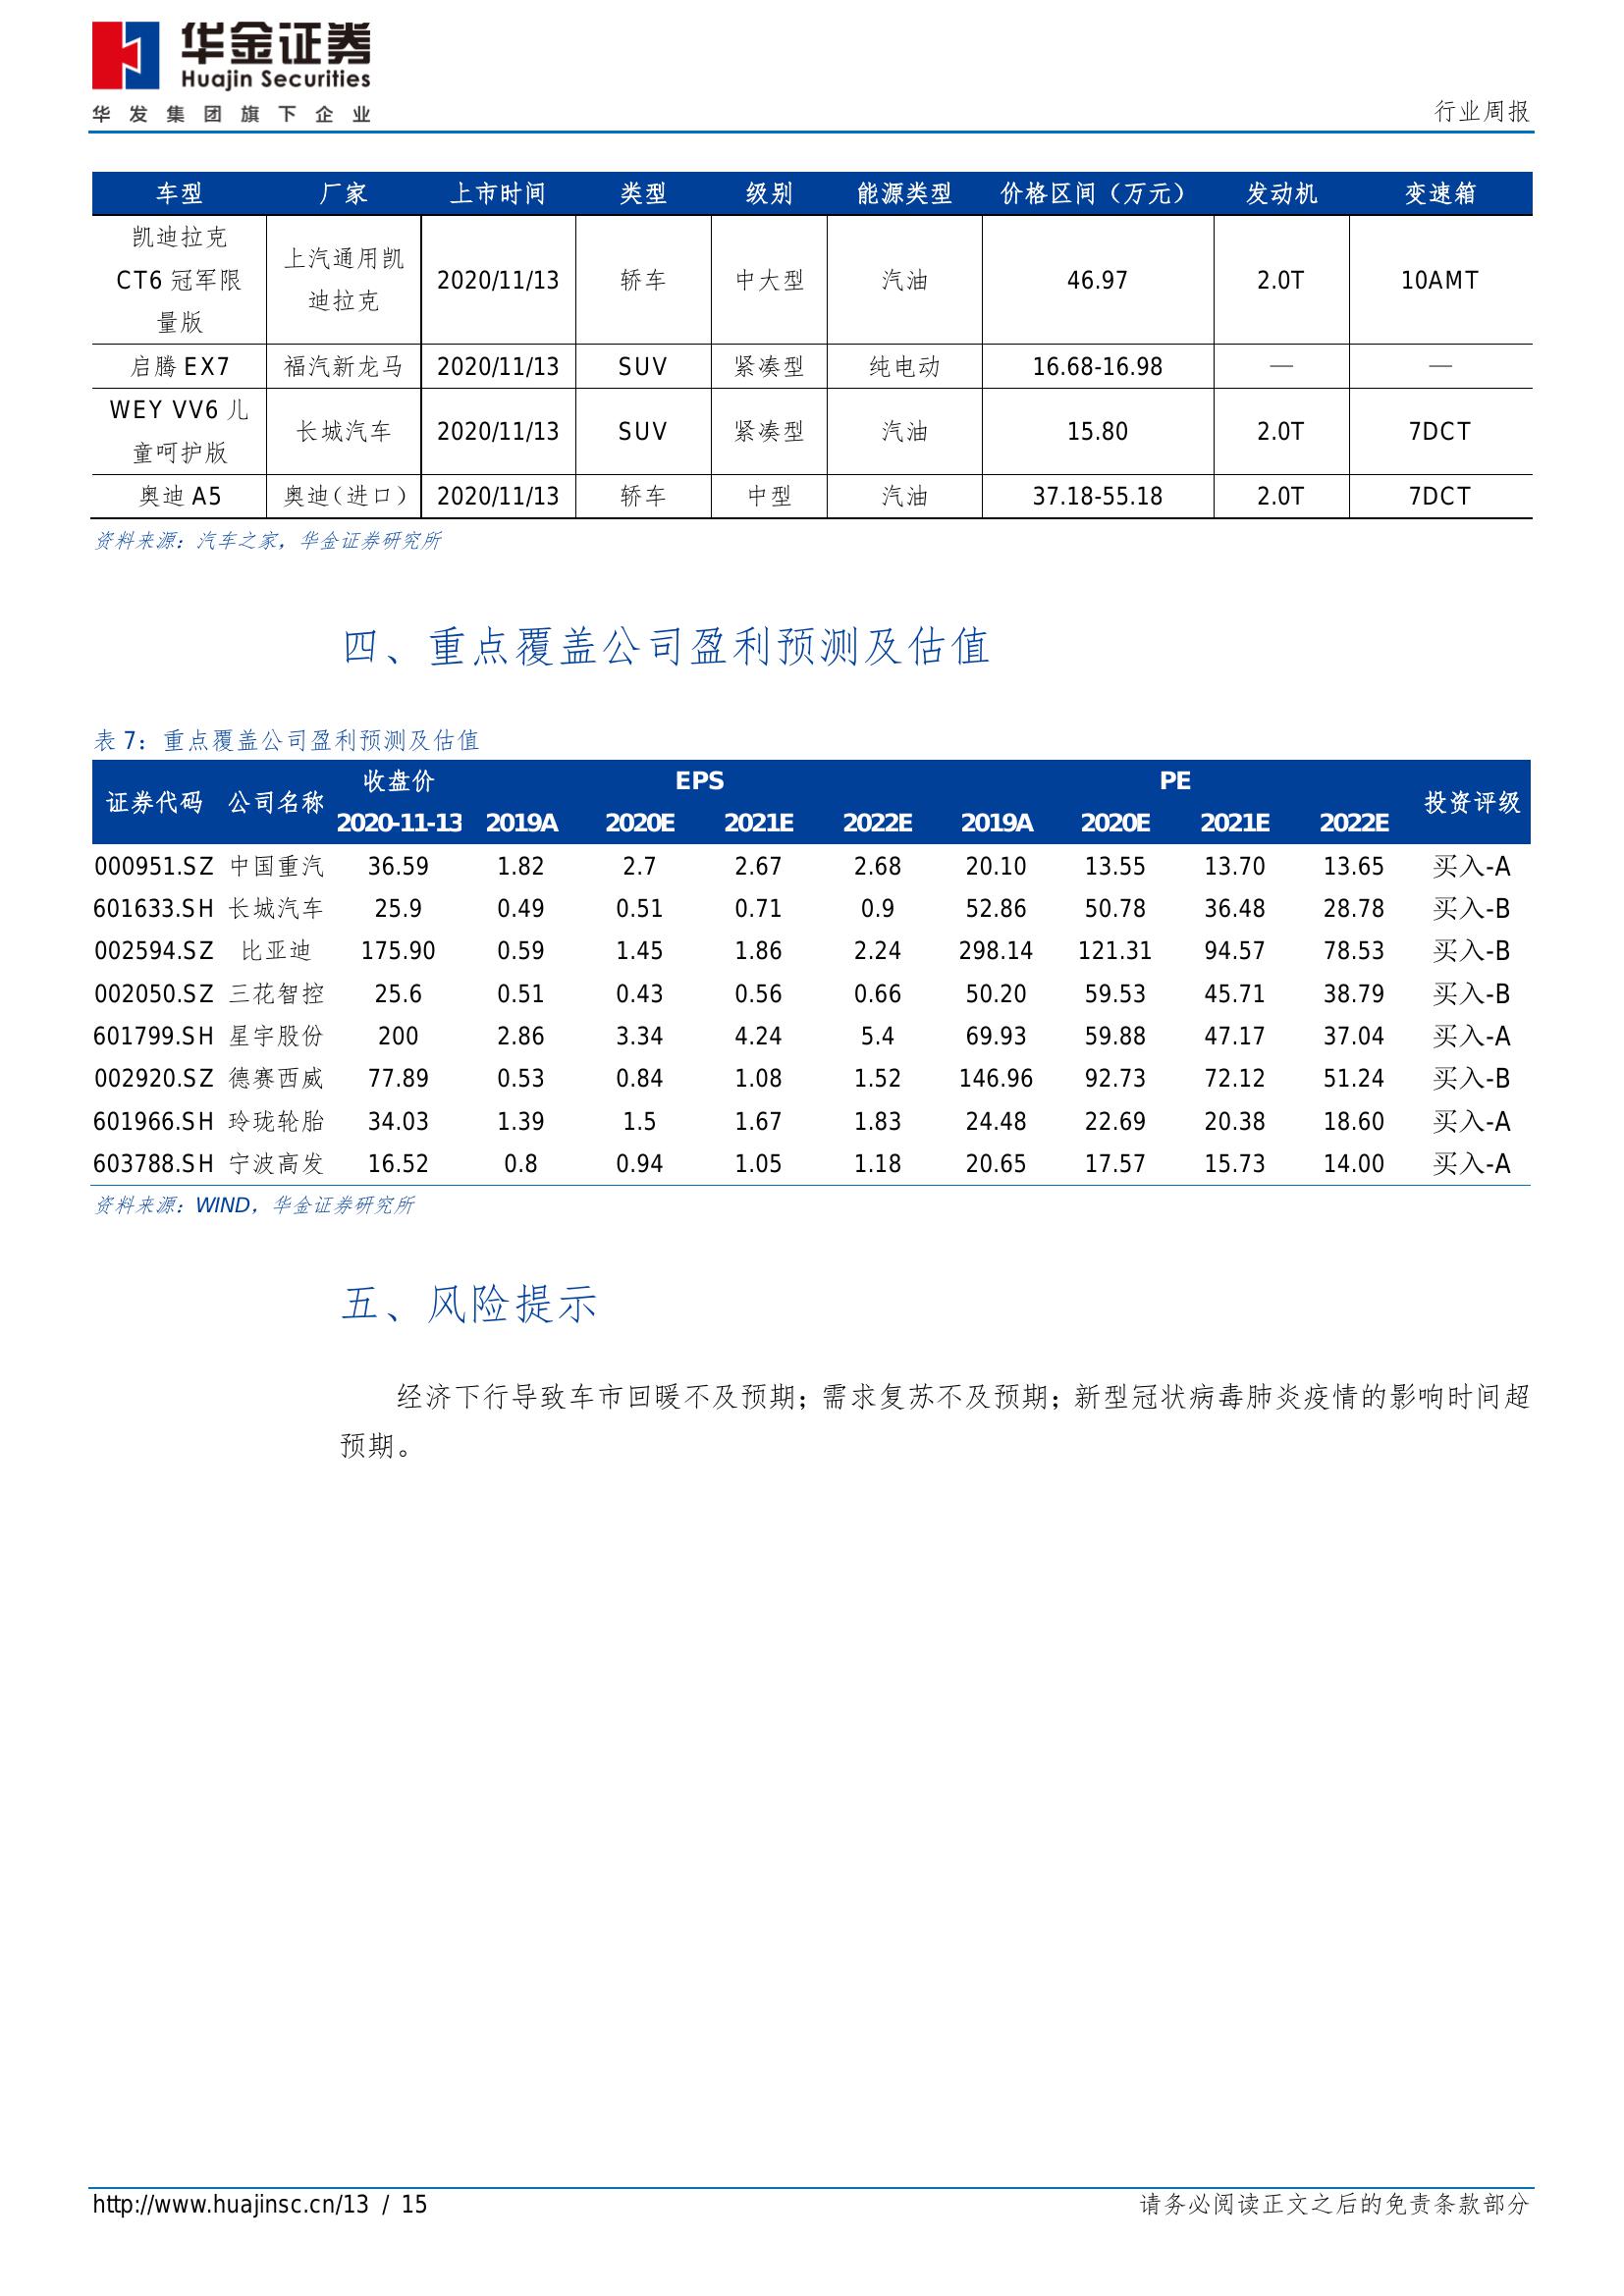 华金证券
Huajin Securities
华发集团旗下企业
行业周报
车型 厂家 上市时间 类型 级别 能源类型 价格区间（万元） 发动机 变速箱
凯迪拉克
CT6 冠军限
量版
上汽通用凯
迪拉克
2020/11/13 轿车 中大型 汽油 46.97 2.0T 10AMT
启腾 EX7 福汽新龙马 2020/11/13 SUV 紧凑型 纯电动 16.68-16.98 — —
WEY VV6 儿
童呵护版
长城汽车 2020/11/13 SUV 紧凑型 汽油 15.80 2.0T 7DCT
奥迪 A5 奥迪（进口） 2020/11/13 轿车 中型 汽油 37.18-55.18 2.0T 7DCT
资料来源：汽车之家，华金证券研究所
四、重点覆盖公司盈利预测及估值
表 7：重点覆盖公司盈利预测及估值
证券代码 公司名称 收盘价 EPS PE 投资评级
2020-11-13 2019A 2020E 2021E 2022E 2019A 2020E 2021E 2022E
000951.SZ 中国重汽 36.59 1.82 2.7 2.67 2.68 20.10 13.55 13.70 13.65 买入-A
601633.SH 长城汽车 25.9 0.49 0.51 0.71 0.9 52.86 50.78 36.48 28.78 买入-B
002594.SZ 比亚迪 175.90 0.59 1.45 1.86 2.24 298.14 121.31 94.57 78.53 买入-B
002050.SZ 三花智控 25.6 0.51 0.43 0.56 0.66 50.20 59.53 45.71 38.79 买入-B
601799.SH 星宇股份 200 2.86 3.34 4.24 5.4 69.93 59.88 47.17 37.04 买入-A
002920.SZ 德赛西威 77.89 0.53 0.84 1.08 1.52 146.96 92.73 72.12 51.24 买入-B
601966.SH 玲珑轮胎 34.03 1.39 1.5 1.67 1.83 24.48 22.69 20.38 18.60 买入-A
603788.SH 宁波高发 16.52 0.8 0.94 1.05 1.18 20.65 17.57 15.73 14.00 买入-A
资料来源：WIND，华金证券研究所
五、风险提示
经济下行导致车市回暖不及预期；需求复苏不及预期；新型冠状病毒肺炎疫情的影响时间超
预期。
http://www.huajinsc.cn/13 / 15
请务必阅读正文之后的免责条款部分